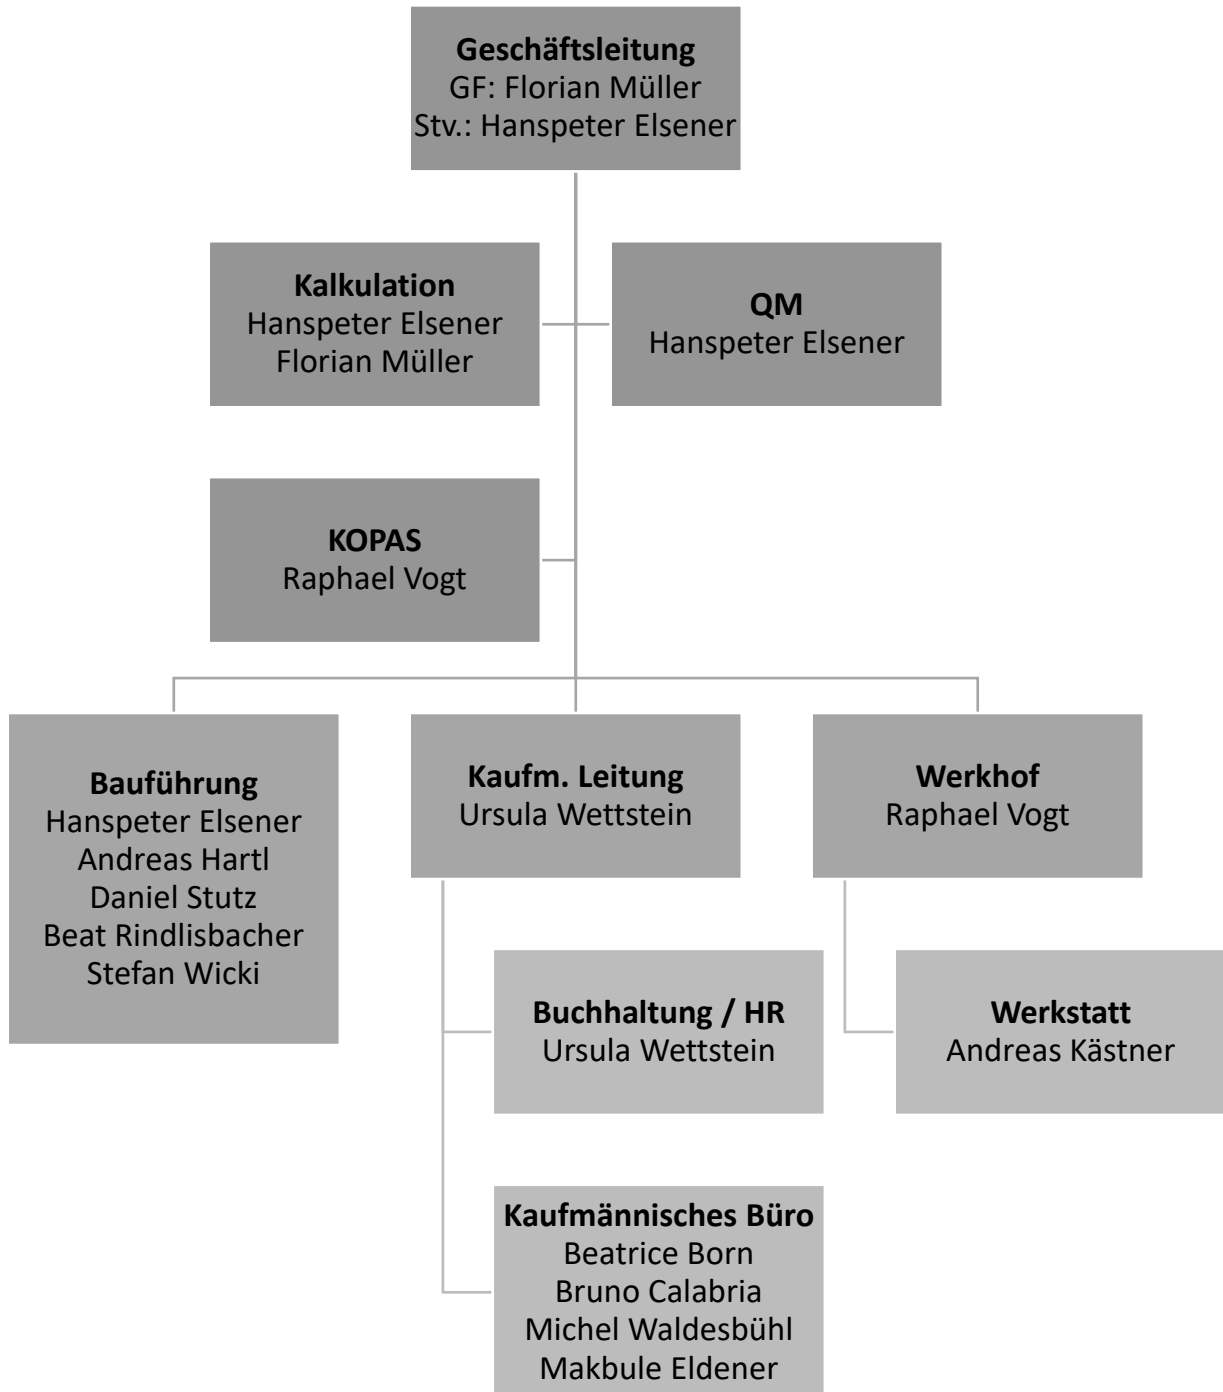 Geschäftsleitung
GF: Florian Müller
Stv.: Hanspeter Elsener
Kalkulation
Hanspeter Elsener
Florian Müller
QM
Hanspeter Elsener
KOPAS
Raphael Vogt
Bauführung
Hanspeter Elsener
Andreas Hartl
Daniel Stutz
Beat Rindlisbacher
Stefan Wicki
Kaufm. Leitung
Ursula Wettstein
Werkhof
Raphael Vogt
Buchhaltung / HR
Ursula Wettstein
Werkstatt
Andreas Kästner
Kaufmännisches Büro
Beatrice Born
Bruno Calabria
Michel Waldesbühl
Makbule Eldener